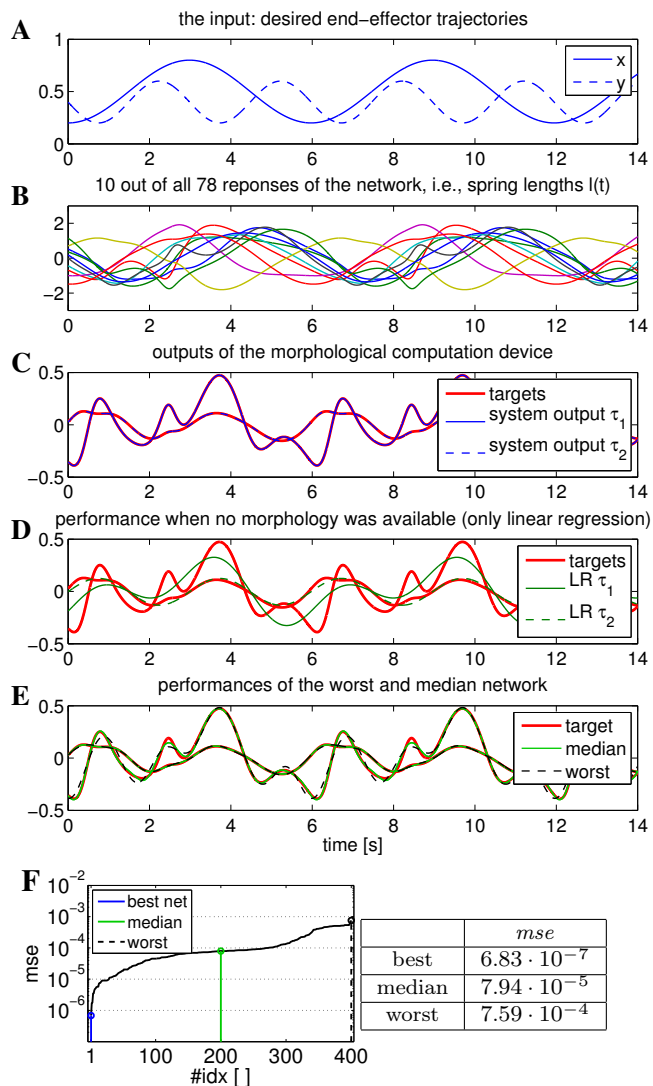 A
the input: desired end−effector trajectories
1
0.5
0
x
y
0 2 4 6 8 10 12 14
B
10 out of all 78 reponses of the network, i.e., spring lengths l(t)
2
0
−2
0 2 4 6 8 10 12 14
C
outputs of the morphological computation device
0.5
0
−0.5
targets
system output τ1
system output τ2
0 2 4 6 8 10 12 14
D
performance when no morphology was available (only linear regression)
0.5
0
−0.5
targets
LR τ1
LR τ2
0 2 4 6 8 10 12 14
E
performances of the worst and median network
0.5
0
−0.5
target
median
worst
0 2 4 6 8 10 12 14
time [s]
F
10^−2
10^−3
10^−4
10^−5
10^−6
mse
best net
median
worst
1 100 200 300 400
#idx [ ]
mse
best 6.83 · 10^−7
median 7.94 · 10^−5
worst 7.59 · 10^−4